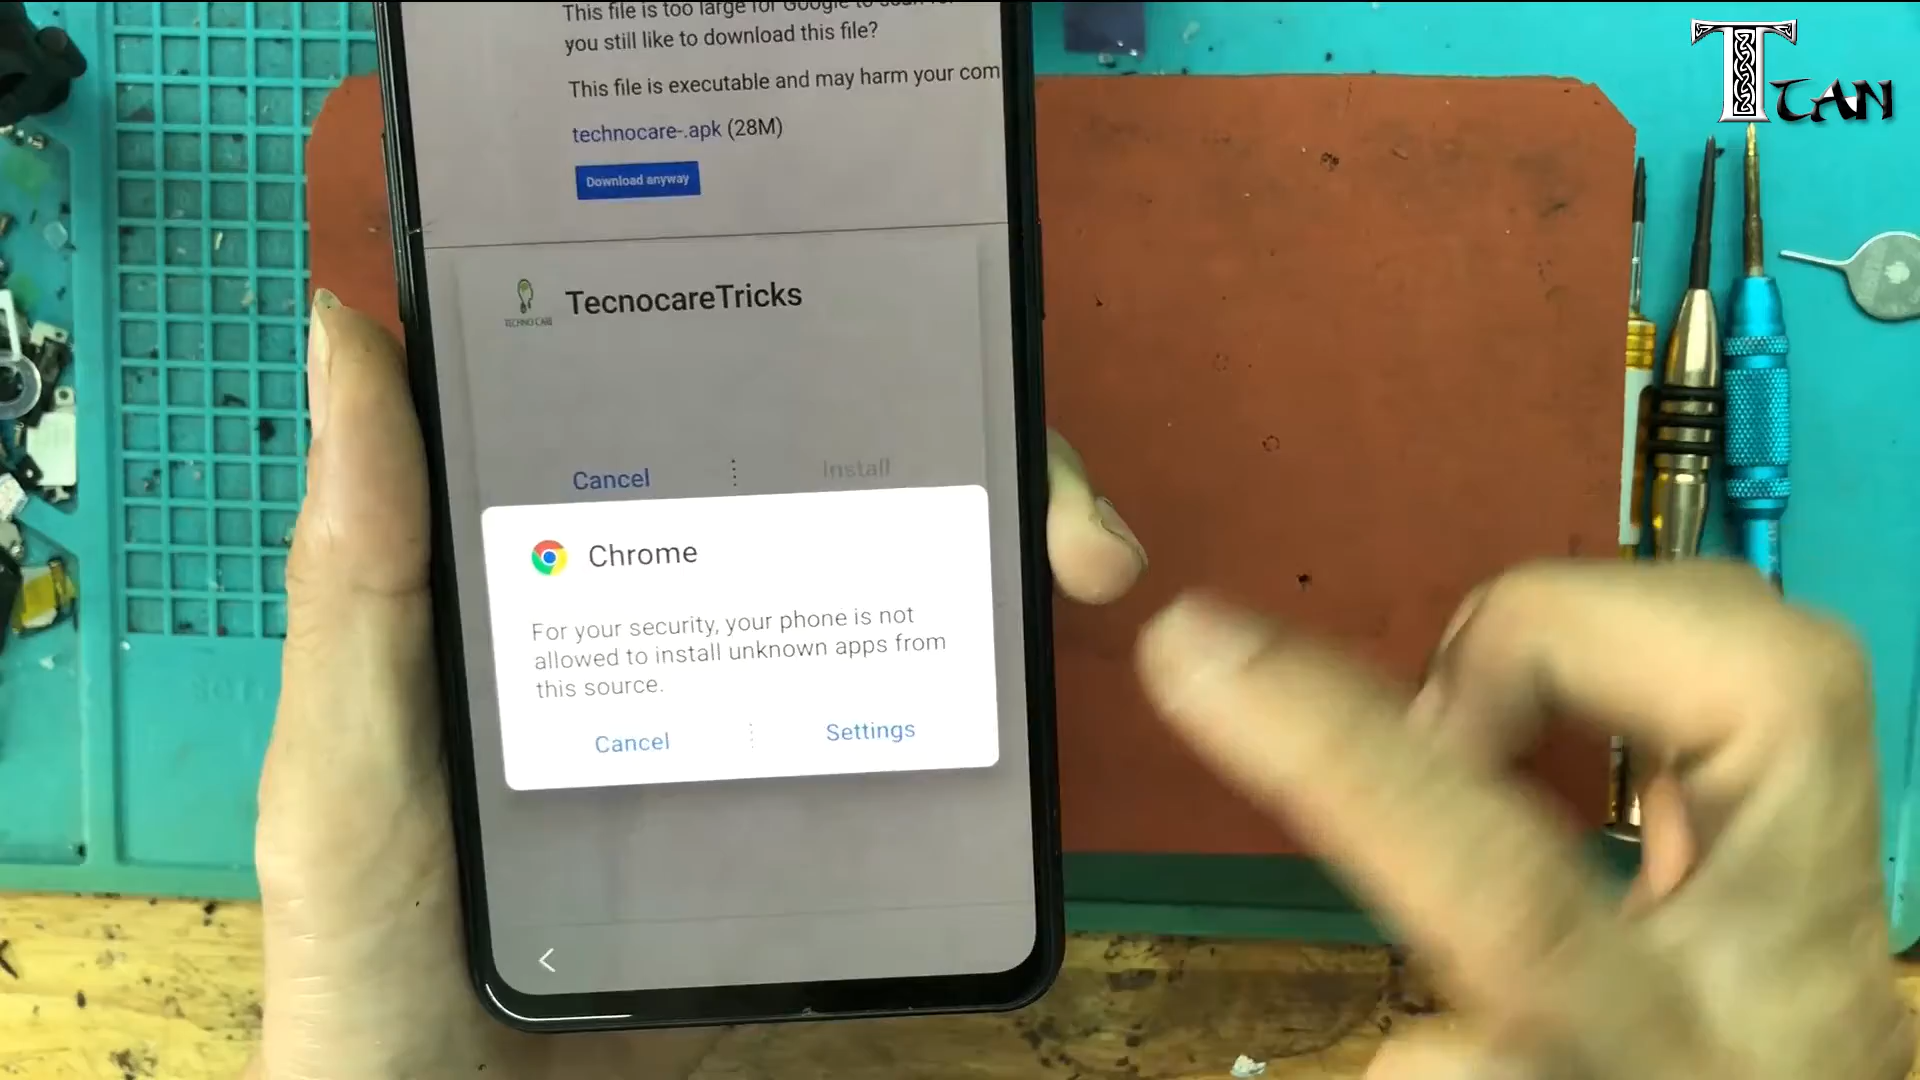 This file is too large for Google to scan for
you still like to download this file?
This file is executable and may harm your com
technocare-.apk (28M)
Download anyway
TECHNO CARE
TecnocareTricks
Cancel
Install
Chrome
For your security, your phone is not
allowed to install unknown apps from
this source.
Cancel
Settings
TCAN